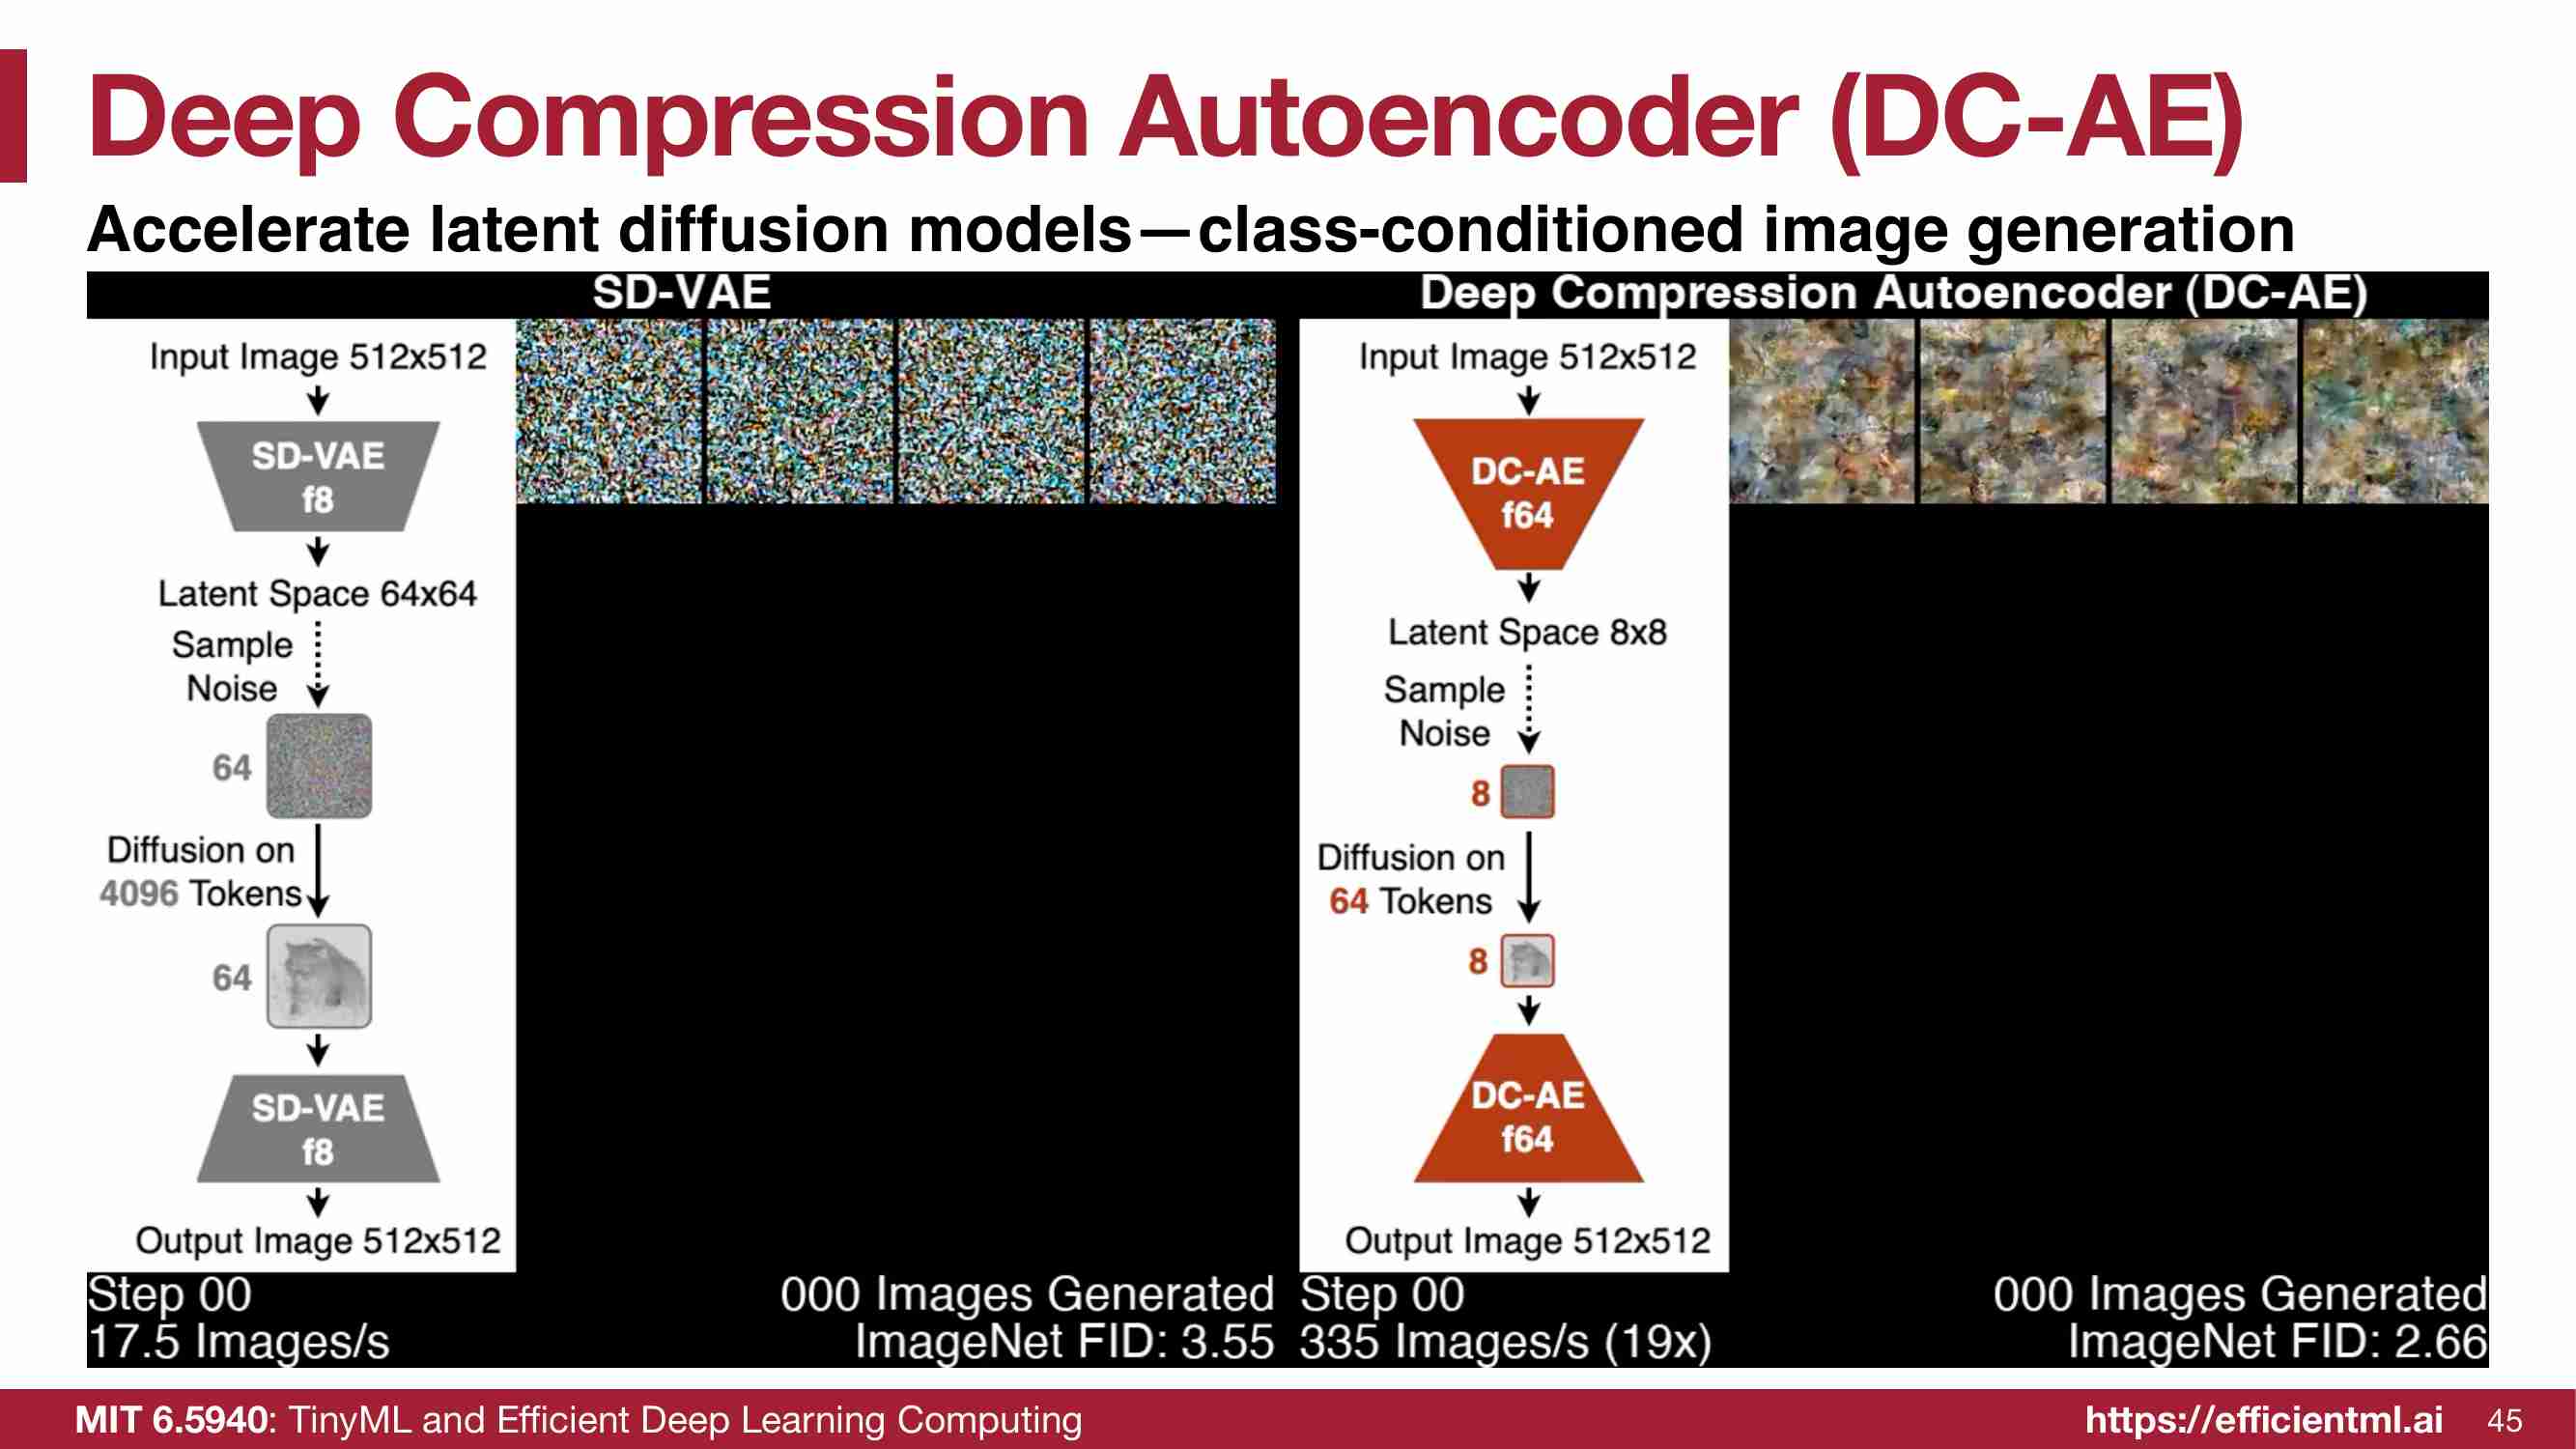 Deep Compression Autoencoder (DC-AE)
Accelerate latent diffusion models—class-conditioned image generation
SD-VAE
Input Image 512x512
SD-VAE
f8
Latent Space 64x64
Sample
Noise
64
Diffusion on
4096 Tokens
64
SD-VAE
f8
Output Image 512x512
Step 00
17.5 Images/s
000 Images Generated
ImageNet FID: 3.55
Deep Compression Autoencoder (DC-AE)
Input Image 512x512
DC-AE
f64
Latent Space 8x8
Sample
Noise
8
Diffusion on
64 Tokens
8
DC-AE
f64
Output Image 512x512
Step 00
335 Images/s (19x)
000 Images Generated
ImageNet FID: 2.66
MIT 6.5940: TinyML and Efficient Deep Learning Computing
https://efficientml.ai
45